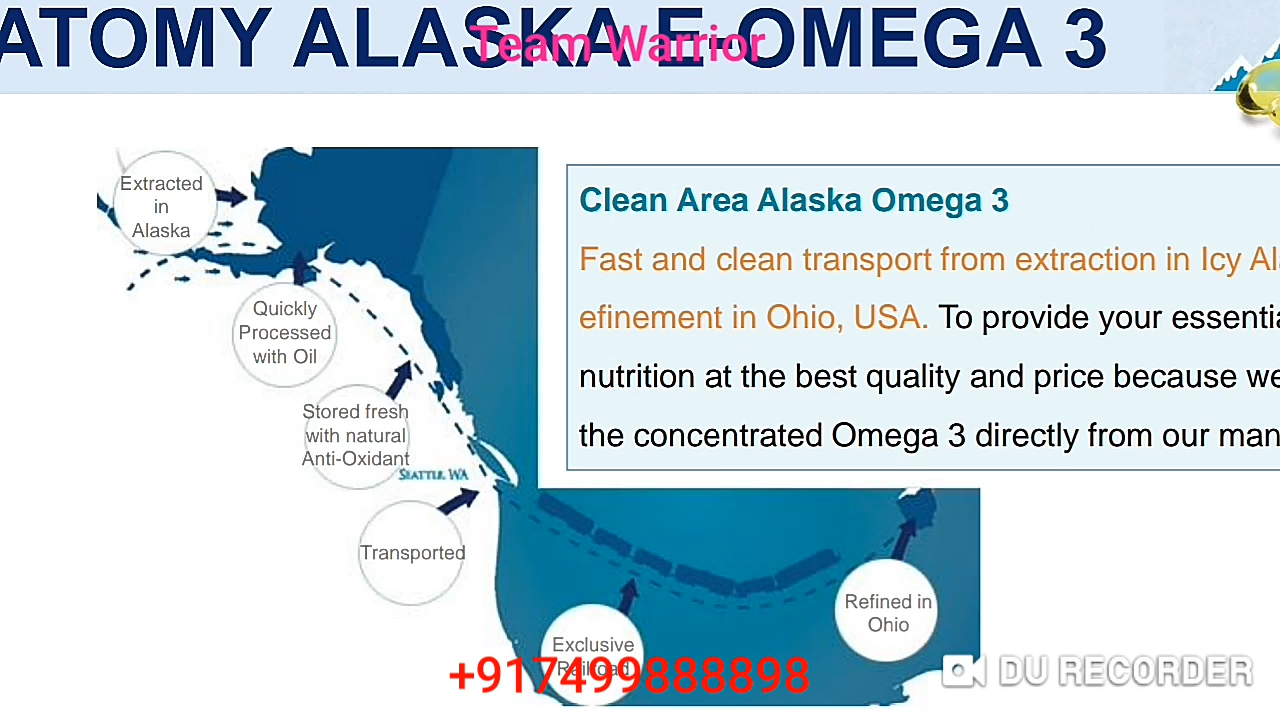 ATOMY ALASKA E-OMEGA 3
Team Warrior
Extracted
in
Alaska
Quickly
Processed
with Oil
Stored fresh
with natural
Anti-Oxidant
SEATTLE, WA
Transported
Exclusive
Railroad
Refined in
Ohio
Clean Area Alaska Omega 3
Fast and clean transport from extraction in Icy Al
efinement in Ohio, USA. To provide your essentia
nutrition at the best quality and price because we
the concentrated Omega 3 directly from our man
+917499888898
DU RECORDER